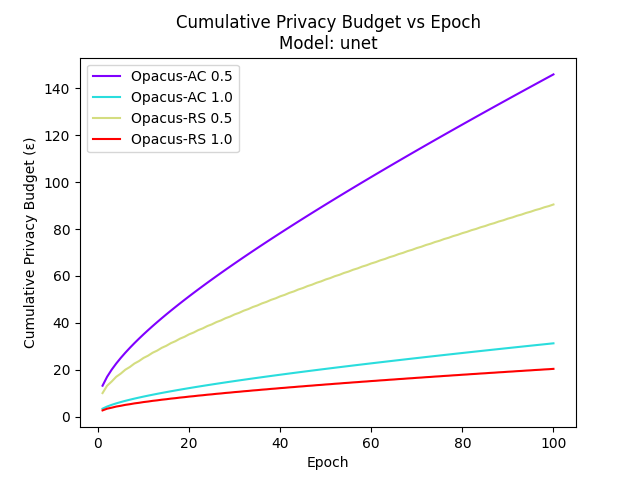 Cumulative Privacy Budget vs Epoch
Model: unet
Opacus-AC 0.5
Opacus-AC 1.0
Opacus-RS 0.5
Opacus-RS 1.0
Cumulative Privacy Budget (ε)
140
120
100
80
60
40
20
0
0 20 40 60 80 100
Epoch